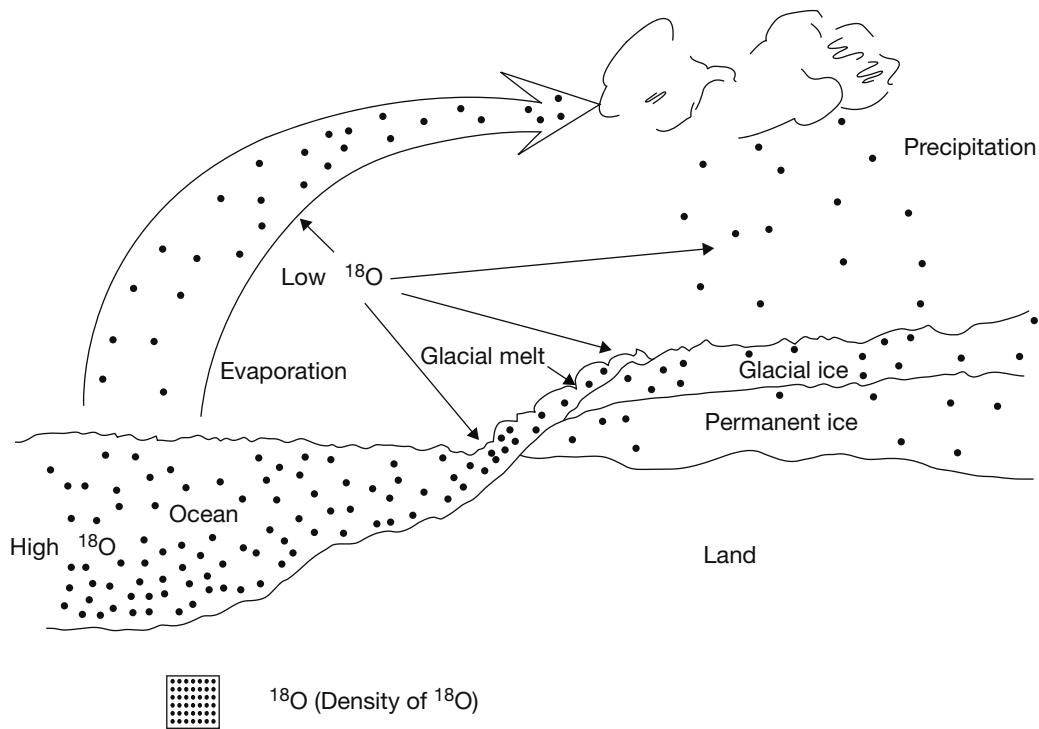 Precipitation
Low ¹⁸O
Glacial melt
Evaporation
Glacial ice
Permanent ice
Ocean
High ¹⁸O
Land
¹⁸O (Density of ¹⁸O)